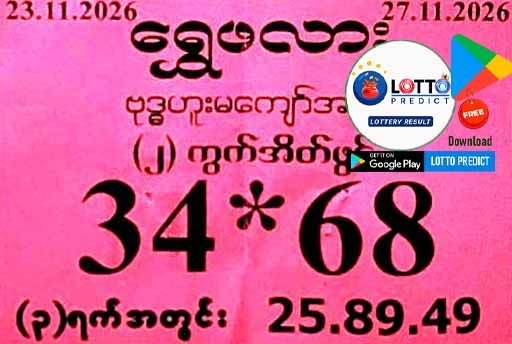 23.11.2026
27.11.2026
ရွှေဖလား
ဗုဒ္ဓဟူးမကျော်အ
(၂) ကွက်အိတ်ဖွင့်
34*68
(၃)ရက်အတွင်း 25.89.49
LOTTO
PREDICT
LOTTERY RESULT
FREE
Download
GET IT ON
Google Play
LOTTO PREDICT